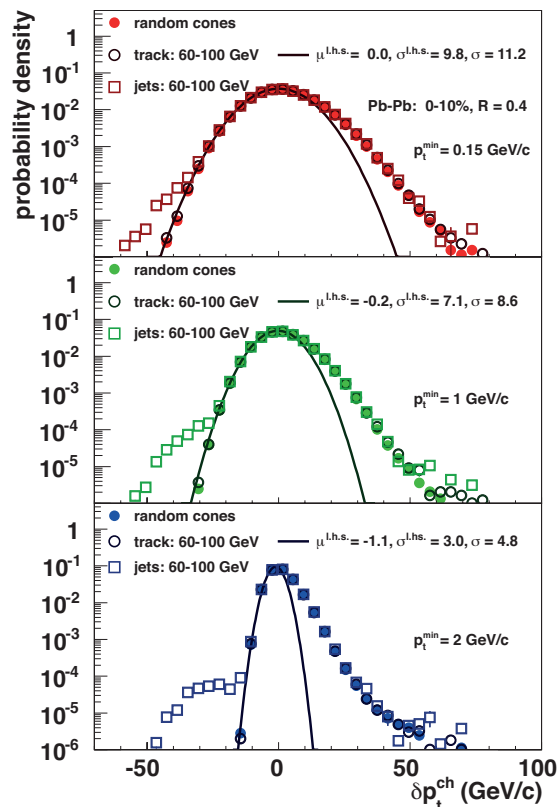 probability density
random cones
track: 60-100 GeV
jets: 60-100 GeV
μ^l.h.s. = 0.0, σ^l.h.s. = 9.8, σ = 11.2
Pb-Pb: 0-10%, R = 0.4
p_t^min = 0.15 GeV/c
1
10^-1
10^-2
10^-3
10^-4
10^-5
random cones
track: 60-100 GeV
jets: 60-100 GeV
μ^l.h.s. = -0.2, σ^l.h.s. = 7.1, σ = 8.6
p_t^min = 1 GeV/c
1
10^-1
10^-2
10^-3
10^-4
10^-5
random cones
track: 60-100 GeV
jets: 60-100 GeV
μ^l.h.s. = -1.1, σ^l.hs. = 3.0, σ = 4.8
p_t^min = 2 GeV/c
1
10^-1
10^-2
10^-3
10^-4
10^-5
10^-6
-50 0 50 100
δp_t^ch (GeV/c)